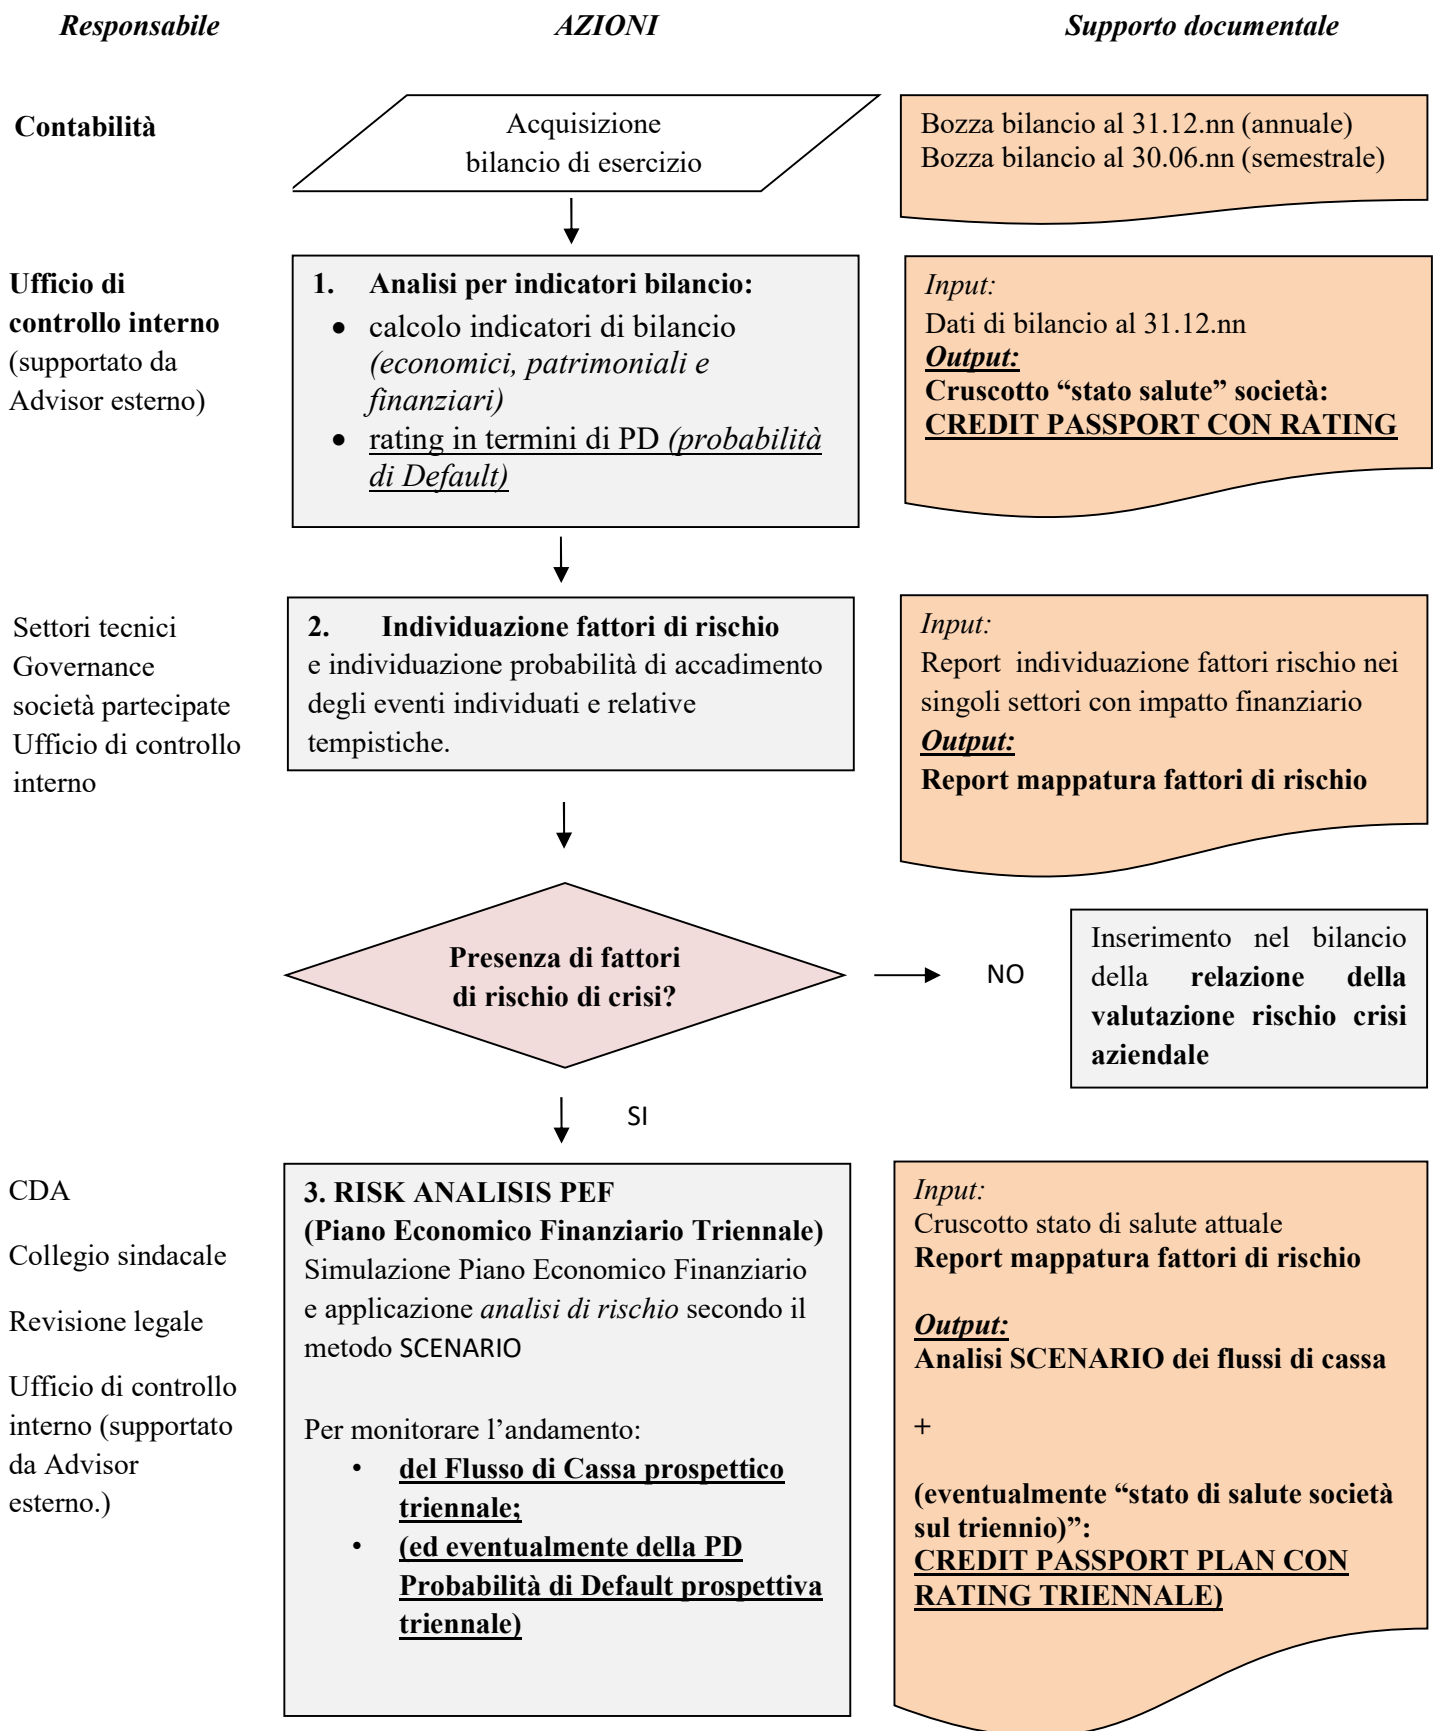 Responsabile
AZIONI
Supporto documentale
Contabilità
Acquisizione
bilancio di esercizio
Bozza bilancio al 31.12.nn (annuale)
Bozza bilancio al 30.06.nn (semestrale)
Ufficio di
controllo interno
(supportato da
Advisor esterno)
1. Analisi per indicatori bilancio:
• calcolo indicatori di bilancio
(economici, patrimoniali e
finanziari)
• rating in termini di PD (probabilità
di Default)
Input:
Dati di bilancio al 31.12.nn
Output:
Cruscotto “stato salute” società:
CREDIT PASSPORT CON RATING
Settori tecnici
Governance
società partecipate
Ufficio di controllo
interno
2. Individuazione fattori di rischio
e individuazione probabilità di accadimento
degli eventi individuati e relative
tempistiche.
Input:
Report individuazione fattori rischio nei
singoli settori con impatto finanziario
Output:
Report mappatura fattori di rischio
Presenza di fattori
di rischio di crisi?
NO
Inserimento nel bilancio
della relazione della
valutazione rischio crisi
aziendale
SI
CDA
Collegio sindacale
Revisione legale
Ufficio di controllo
interno (supportato
da Advisor
esterno.)
3. RISK ANALISIS PEF
(Piano Economico Finanziario Triennale)
Simulazione Piano Economico Finanziario
e applicazione analisi di rischio secondo il
metodo SCENARIO
Per monitorare l’andamento:
• del Flusso di Cassa prospettico
triennale;
• (ed eventualmente della PD
Probabilità di Default prospettiva
triennale)
Input:
Cruscotto stato di salute attuale
Report mappatura fattori di rischio
Output:
Analisi SCENARIO dei flussi di cassa
+
(eventualmente “stato di salute società
sul triennio)”:
CREDIT PASSPORT PLAN CON
RATING TRIENNALE)